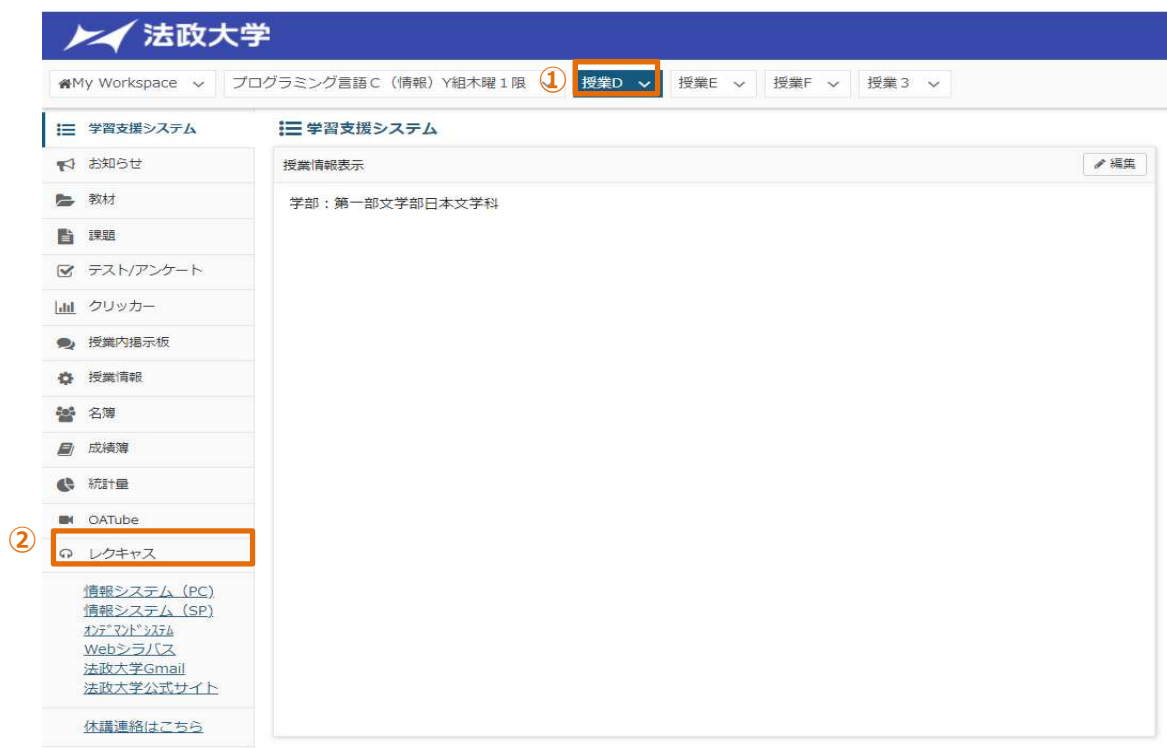 法政大学
My Workspace
プログラミング言語C（情報）Y組木曜1限
①
授業D
授業E
授業F
授業3
学習支援システム
お知らせ
教材
課題
テスト/アンケート
クリッカー
授業内掲示板
授業情報
名簿
成績簿
統計量
OATube
②
レクキャス
情報システム（PC）
情報システム（SP）
ｵﾝﾃﾞﾏﾝﾄﾞｼｽﾃﾑ
Webシラバス
法政大学Gmail
法政大学公式サイト
休講連絡はこちら
学習支援システム
授業情報表示
編集
学部：第一部文学部日本文学科